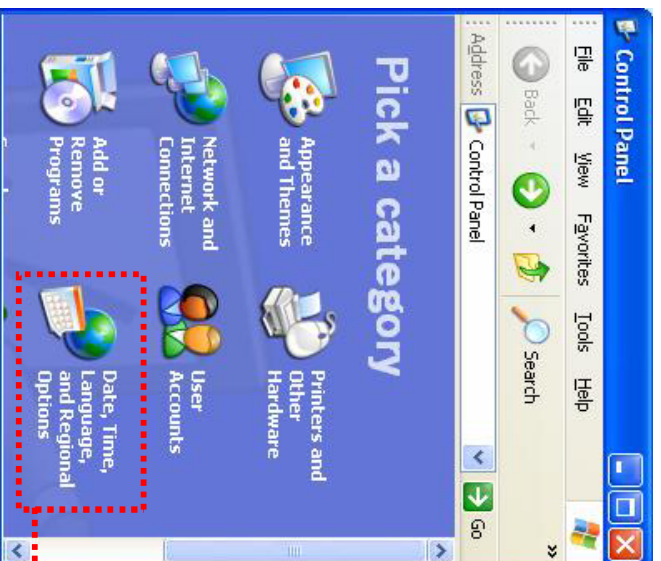 Control Panel
File Edit View Favorites Tools Help
Back Search »
Address Control Panel Go
Pick a category
Appearance
and Themes
Printers and
Other
Hardware
Network and
Internet
Connections
User
Accounts
Add or
Remove
Programs
Date, Time,
Language,
and Regional
Options